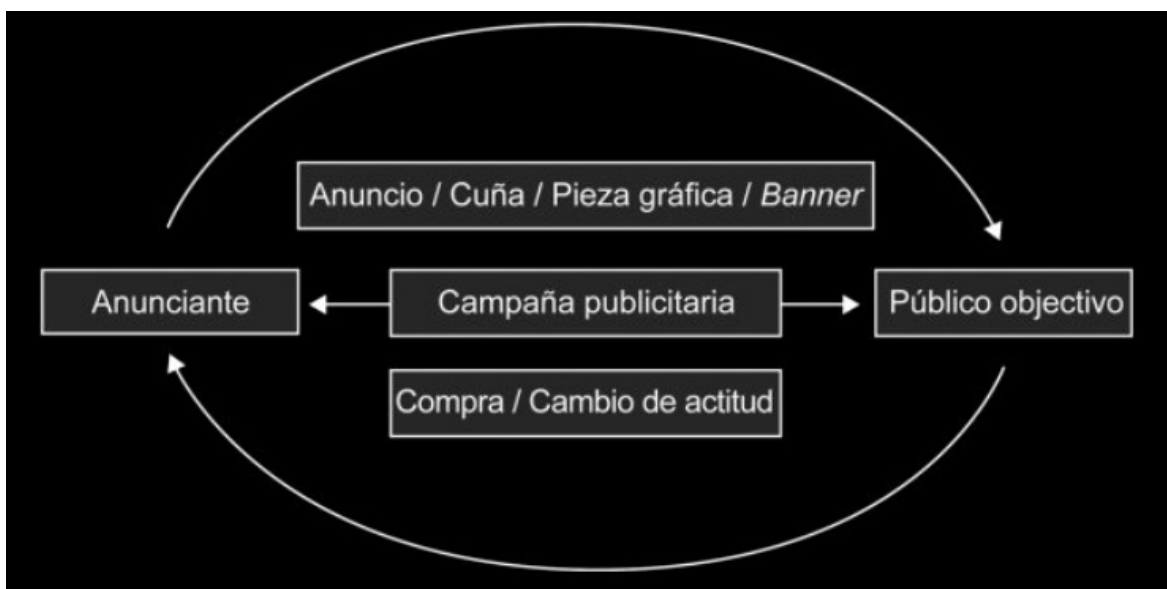 Anuncio / Cuña / Pieza gráfica / Banner
Anunciante
Campaña publicitaria
Público objectivo
Compra / Cambio de actitud